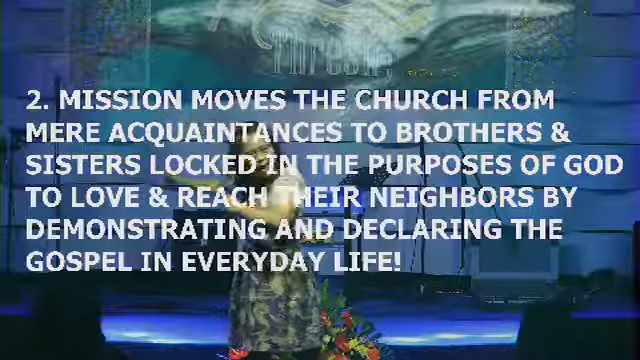 2. MISSION MOVES THE CHURCH FROM
MERE ACQUAINTANCES TO BROTHERS &
SISTERS LOCKED IN THE PURPOSES OF GOD
TO LOVE & REACH THEIR NEIGHBORS BY
DEMONSTRATING AND DECLARING THE
GOSPEL IN EVERYDAY LIFE!